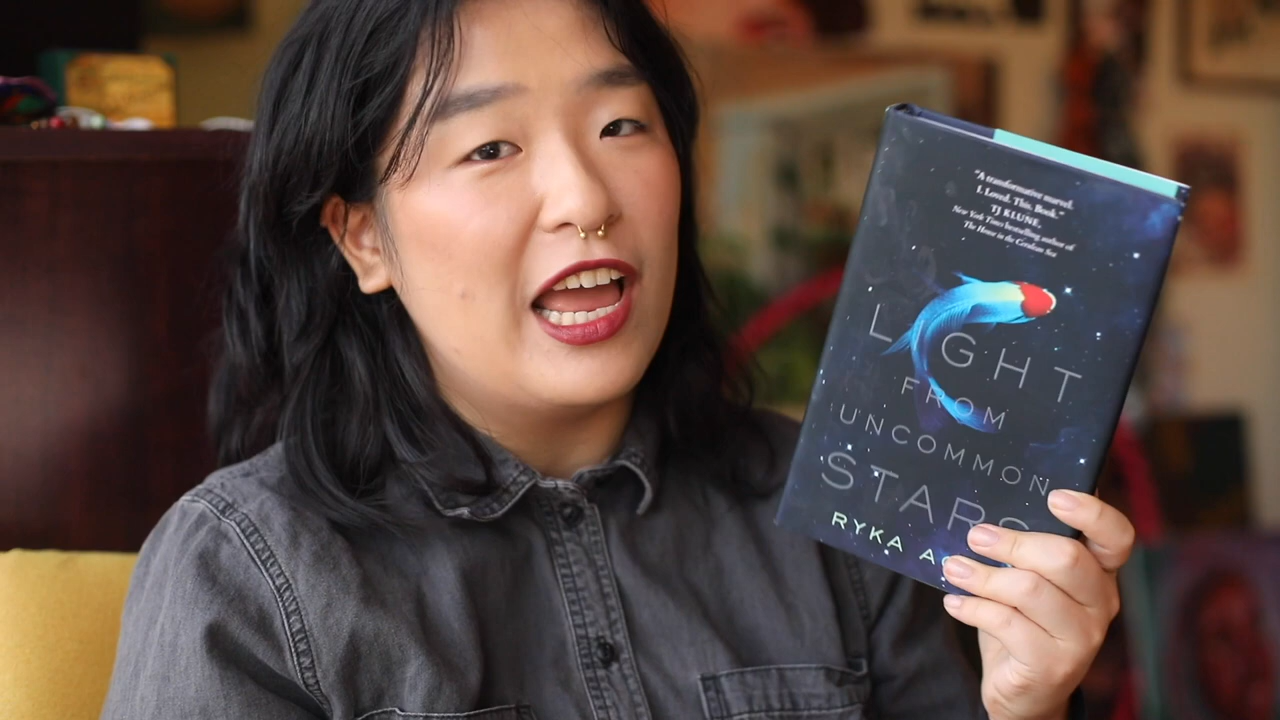 "A transformative marvel.
I. Loved. This. Book."
TJ KLUNE,
New York Times bestselling author of
The House in the Cerulean Sea
LIGHT
FROM
UNCOMMON
STARS
RYKA